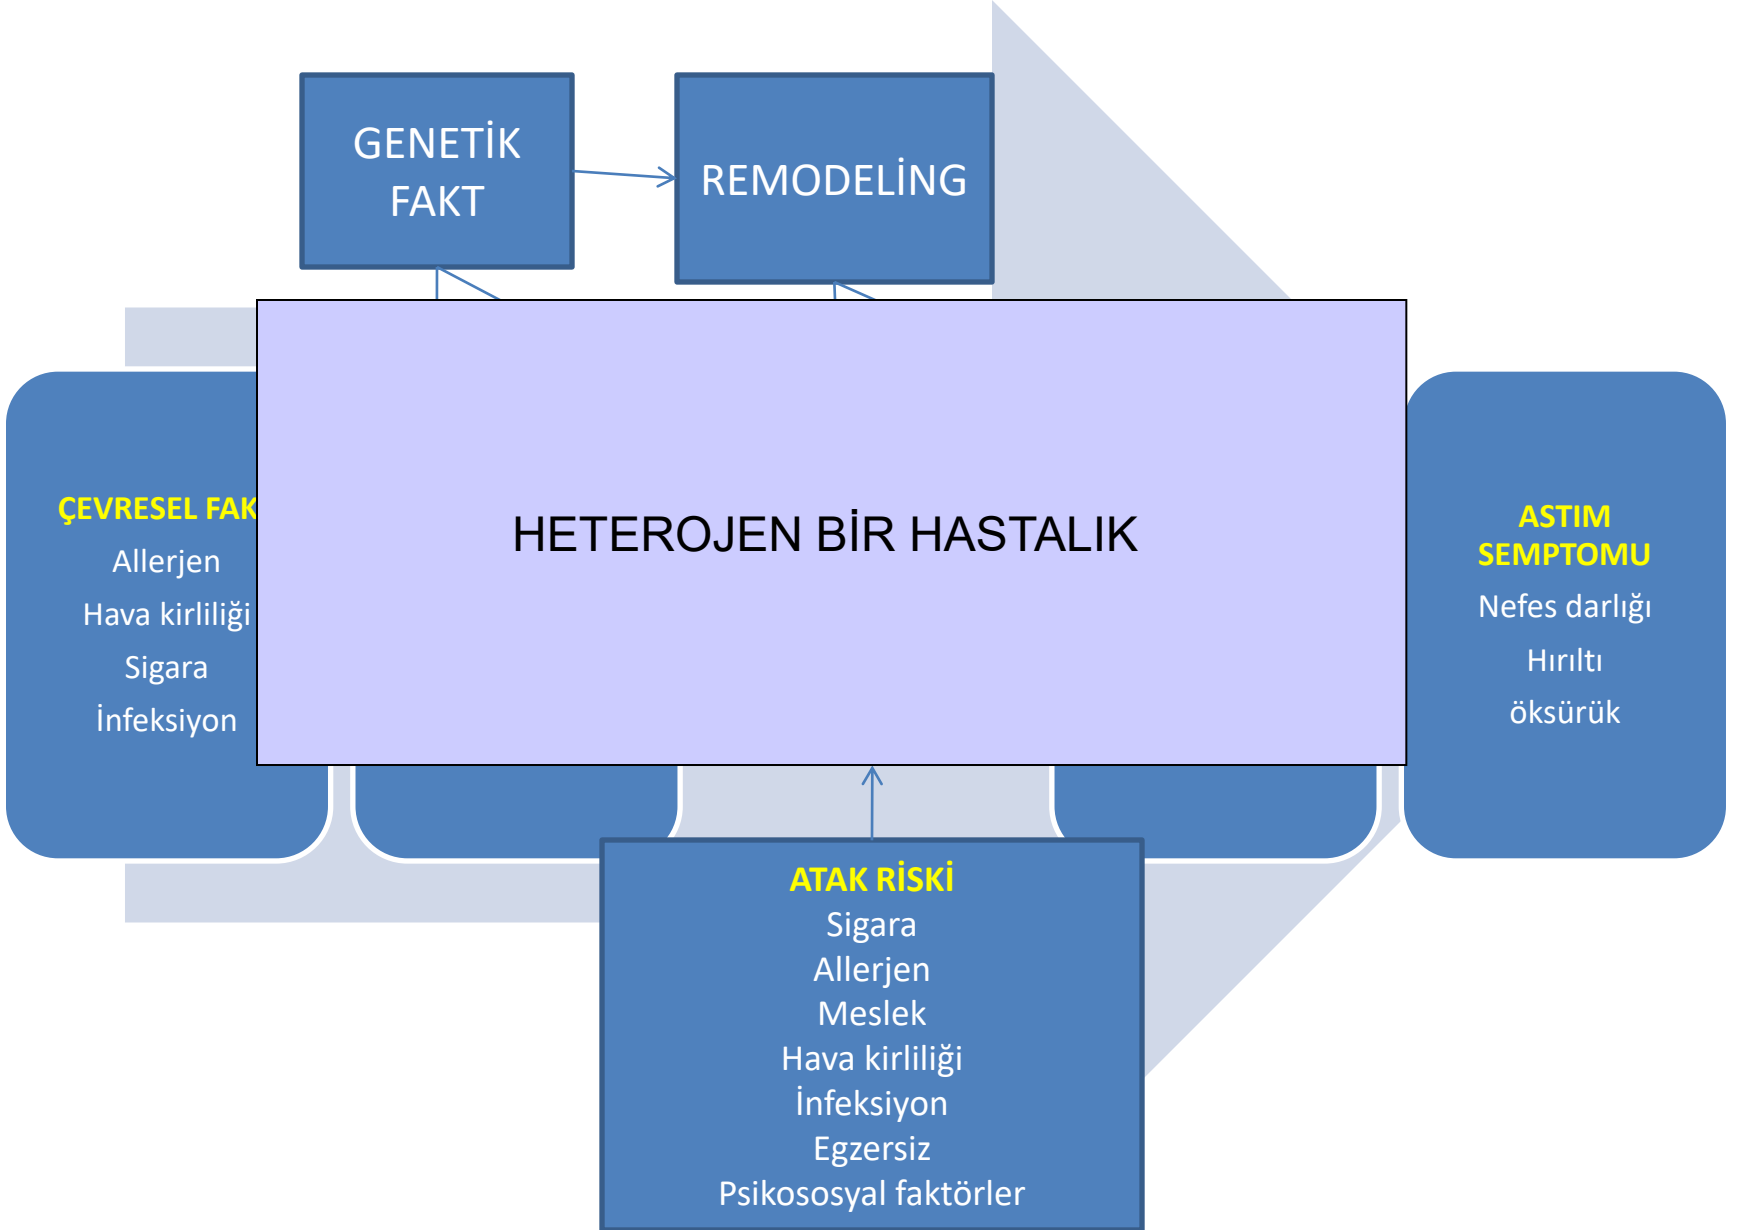 GENETİK
FAKT
REMODELİNG
HETEROJEN BİR HASTALIK
ÇEVRESEL FAK
Allerjen
Hava kirliliği
Sigara
İnfeksiyon
ASTIM
SEMPTOMU
Nefes darlığı
Hırıltı
öksürük
ATAK RİSKİ
Sigara
Allerjen
Meslek
Hava kirliliği
İnfeksiyon
Egzersiz
Psikososyal faktörler